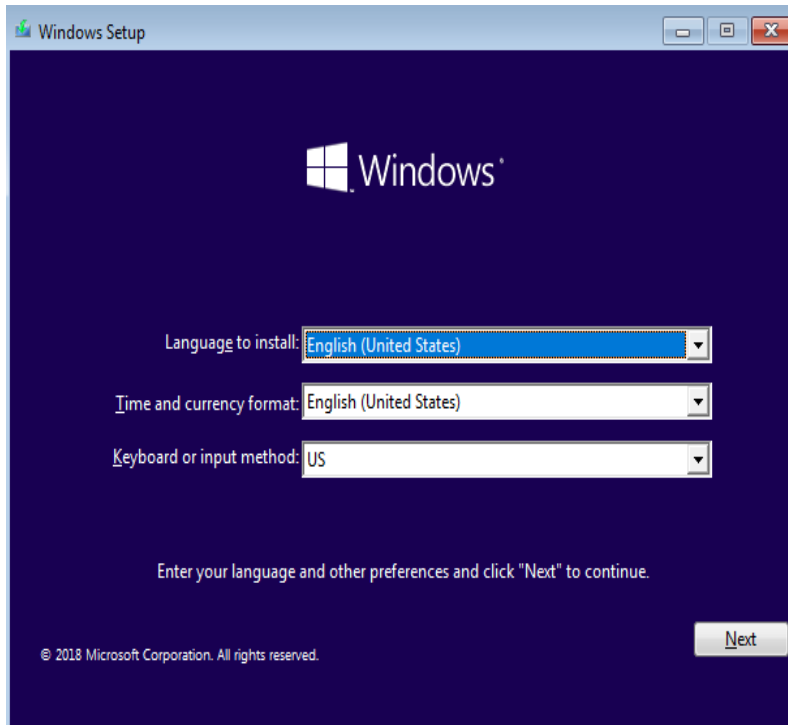 Windows Setup
Windows
Language to install: English (United States)
Time and currency format: English (United States)
Keyboard or input method: US
Enter your language and other preferences and click "Next" to continue.
Next
© 2018 Microsoft Corporation. All rights reserved.